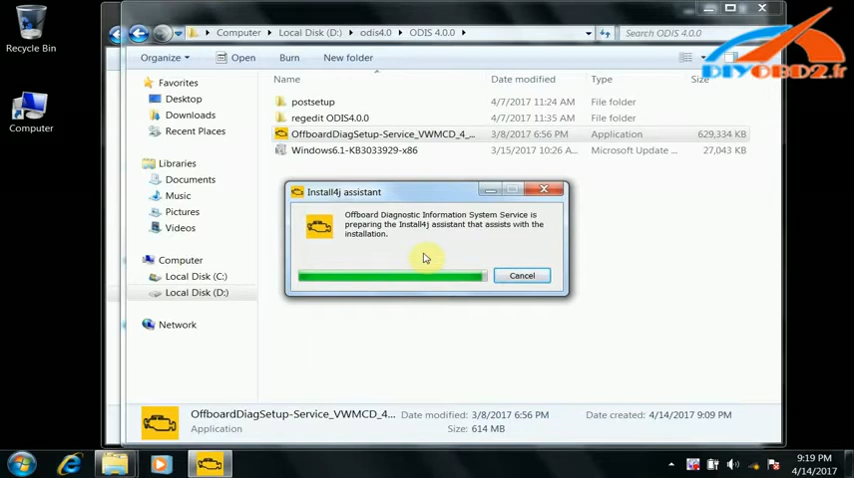 Recycle Bin
Computer
Computer
Local Disk (D:)
odis4.0
ODIS 4.0.0
Search ODIS 4.0.0
DIYOBD2.fr
Organize
Open
Burn
New folder
Favorites
Desktop
Downloads
Recent Places
Libraries
Documents
Music
Pictures
Videos
Computer
Local Disk (C:)
Local Disk (D:)
Network
Name
Date modified
Type
Size
postsetup
4/7/2017 11:24 AM
File folder
regedit ODIS4.0.0
4/7/2017 11:35 AM
File folder
OffboardDiagSetup-Service_VWMCD_4_...
3/8/2017 6:56 PM
Application
629,334 KB
Windows6.1-KB3033929-x86
3/15/2017 10:26 A...
Microsoft Update ...
27,043 KB
Install4j assistant
Offboard Diagnostic Information System Service is
preparing the Install4j assistant that assists with the
installation.
Cancel
OffboardDiagSetup-Service_VWMCD_4...
Date modified: 3/8/2017 6:56 PM
Date created: 4/14/2017 9:09 PM
Application
Size: 614 MB
9:19 PM
4/14/2017